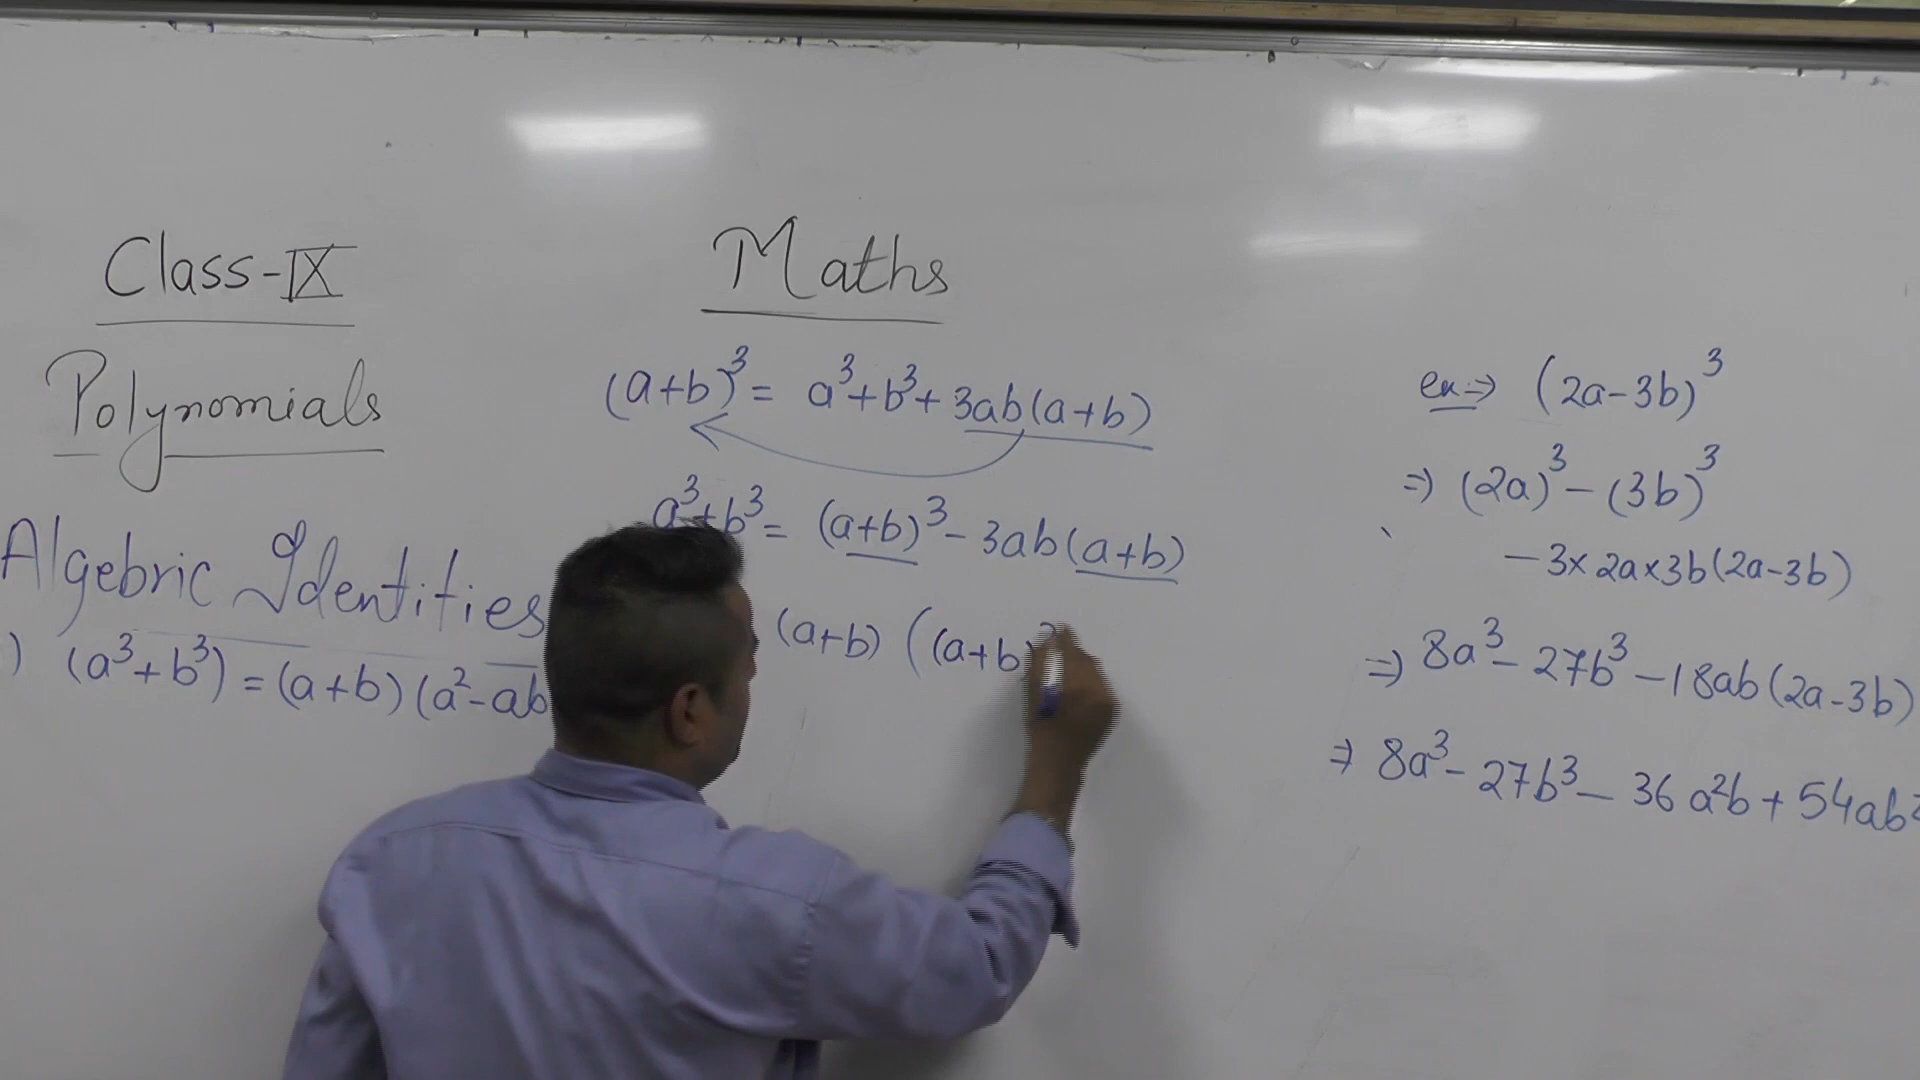 Class-IX
Polynomials
Algebric Identities
) (a³+b³) = (a+b) (a²-ab
Maths
(a+b)³ = a³+b³+ 3ab(a+b)
a³+b³ = (a+b)³ - 3ab(a+b)
(a+b) ((a+b)²
ex ⇒ (2a-3b)³
⇒ (2a)³ - (3b)³
- 3×2a×3b(2a-3b)
⇒ 8a³ - 27b³ - 18ab(2a-3b)
⇒ 8a³ - 27b³ - 36a²b + 54ab²